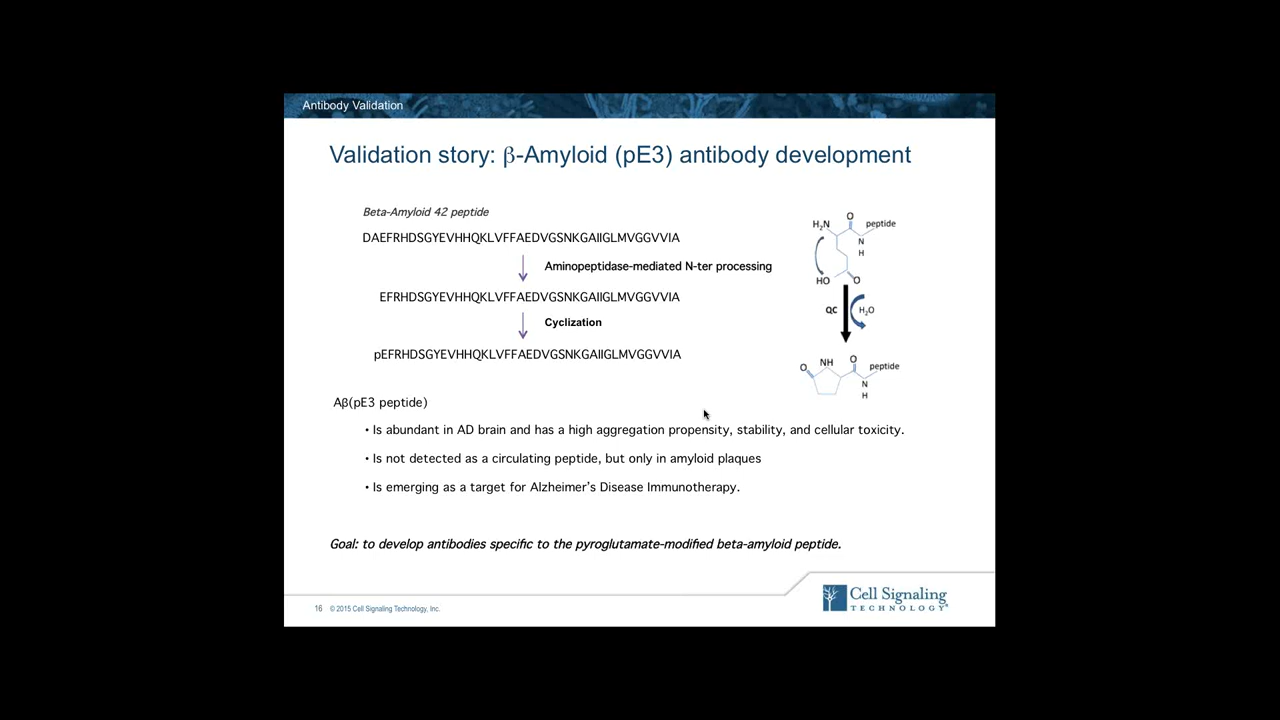 Antibody Validation
Validation story: β-Amyloid (pE3) antibody development
Beta-Amyloid 42 peptide
DAEFRHDSGYEVHHQKLVFFAEDVGSNKGAIIGLMVGGVVIA
Aminopeptidase-mediated N-ter processing
EFRHDSGYEVHHQKLVFFAEDVGSNKGAIIGLMVGGVVIA
Cyclization
pEFRHDSGYEVHHQKLVFFAEDVGSNKGAIIGLMVGGVVIA
H₂N
O
peptide
N
H
HO
O
QC
H₂O
O
NH
O
peptide
N
H
Aβ(pE3 peptide)
• Is abundant in AD brain and has a high aggregation propensity, stability, and cellular toxicity.
• Is not detected as a circulating peptide, but only in amyloid plaques
• Is emerging as a target for Alzheimer's Disease Immunotherapy.
Goal: to develop antibodies specific to the pyroglutamate-modified beta-amyloid peptide.
16 © 2015 Cell Signaling Technology, Inc.
Cell Signaling
TECHNOLOGY®